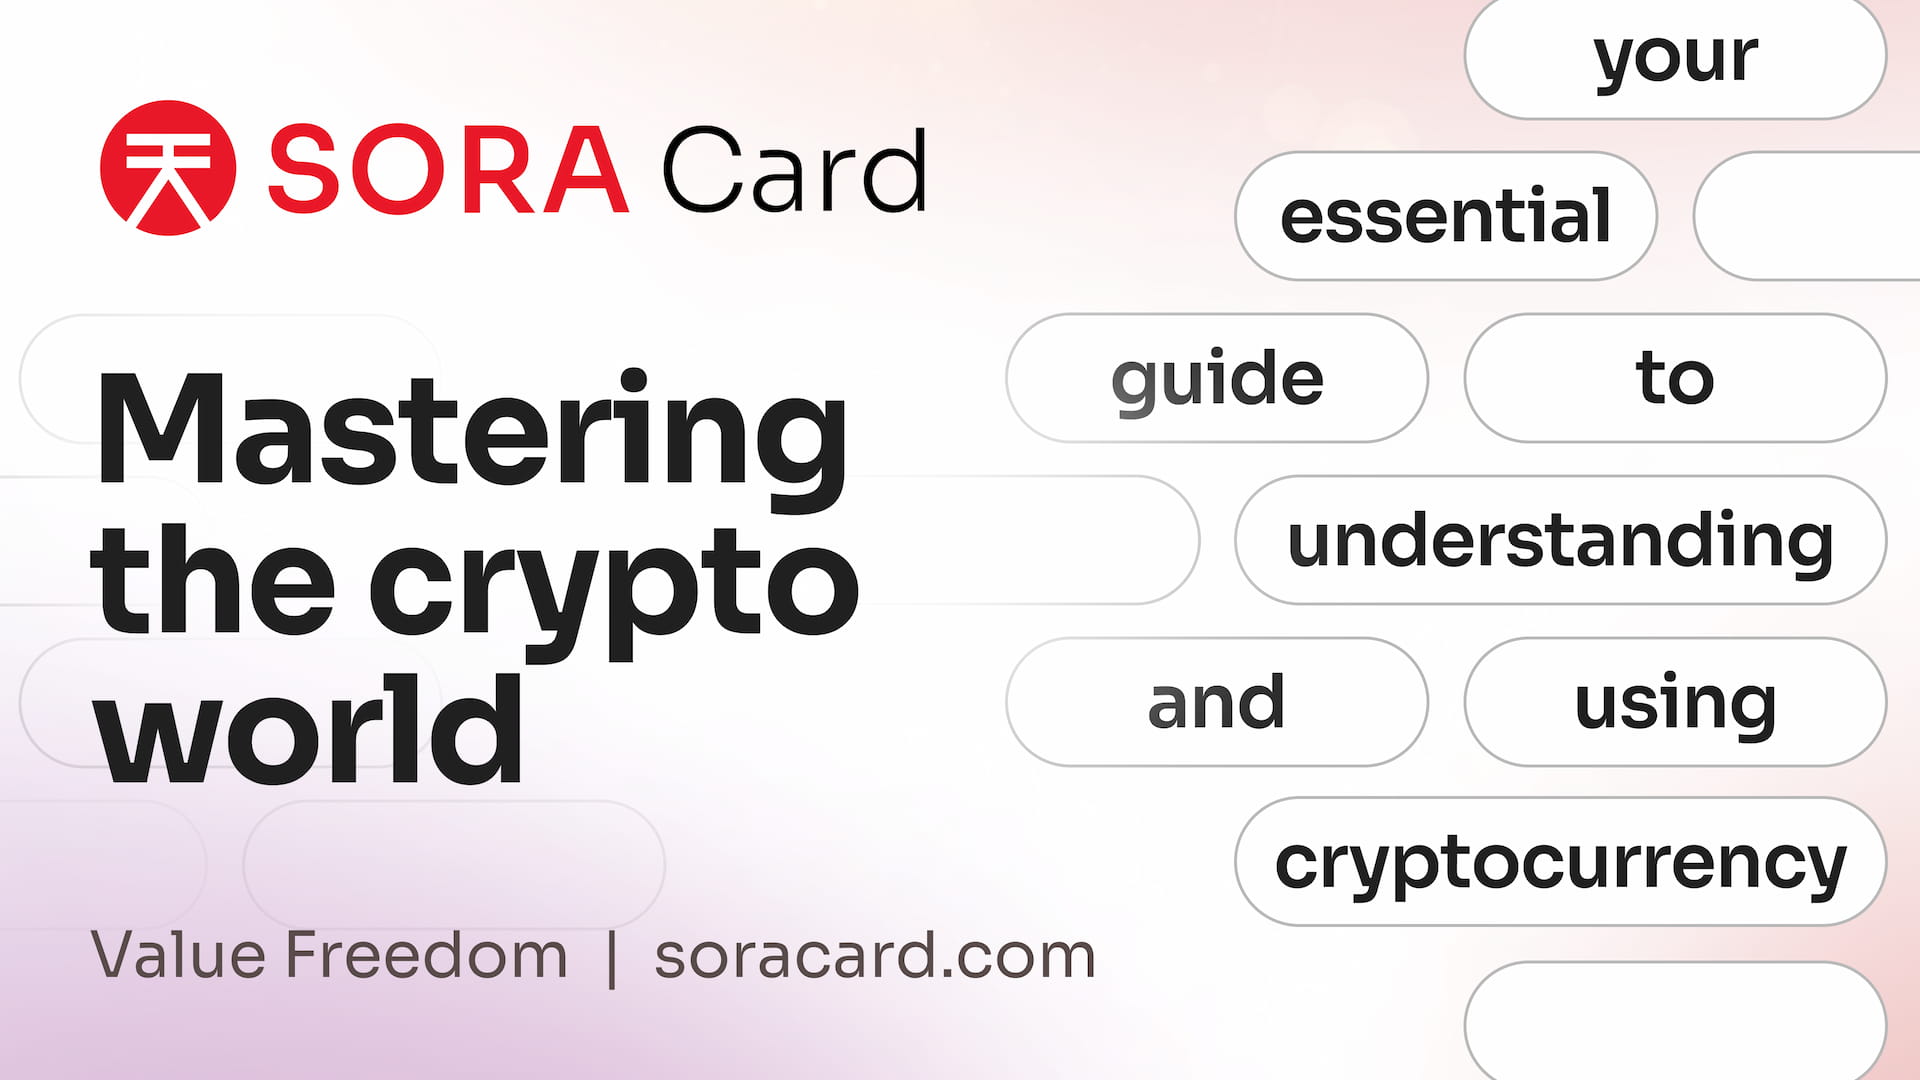 SORA Card
Mastering
the crypto
world
Value Freedom | soracard.com
your
essential
guide to
understanding
and using
cryptocurrency